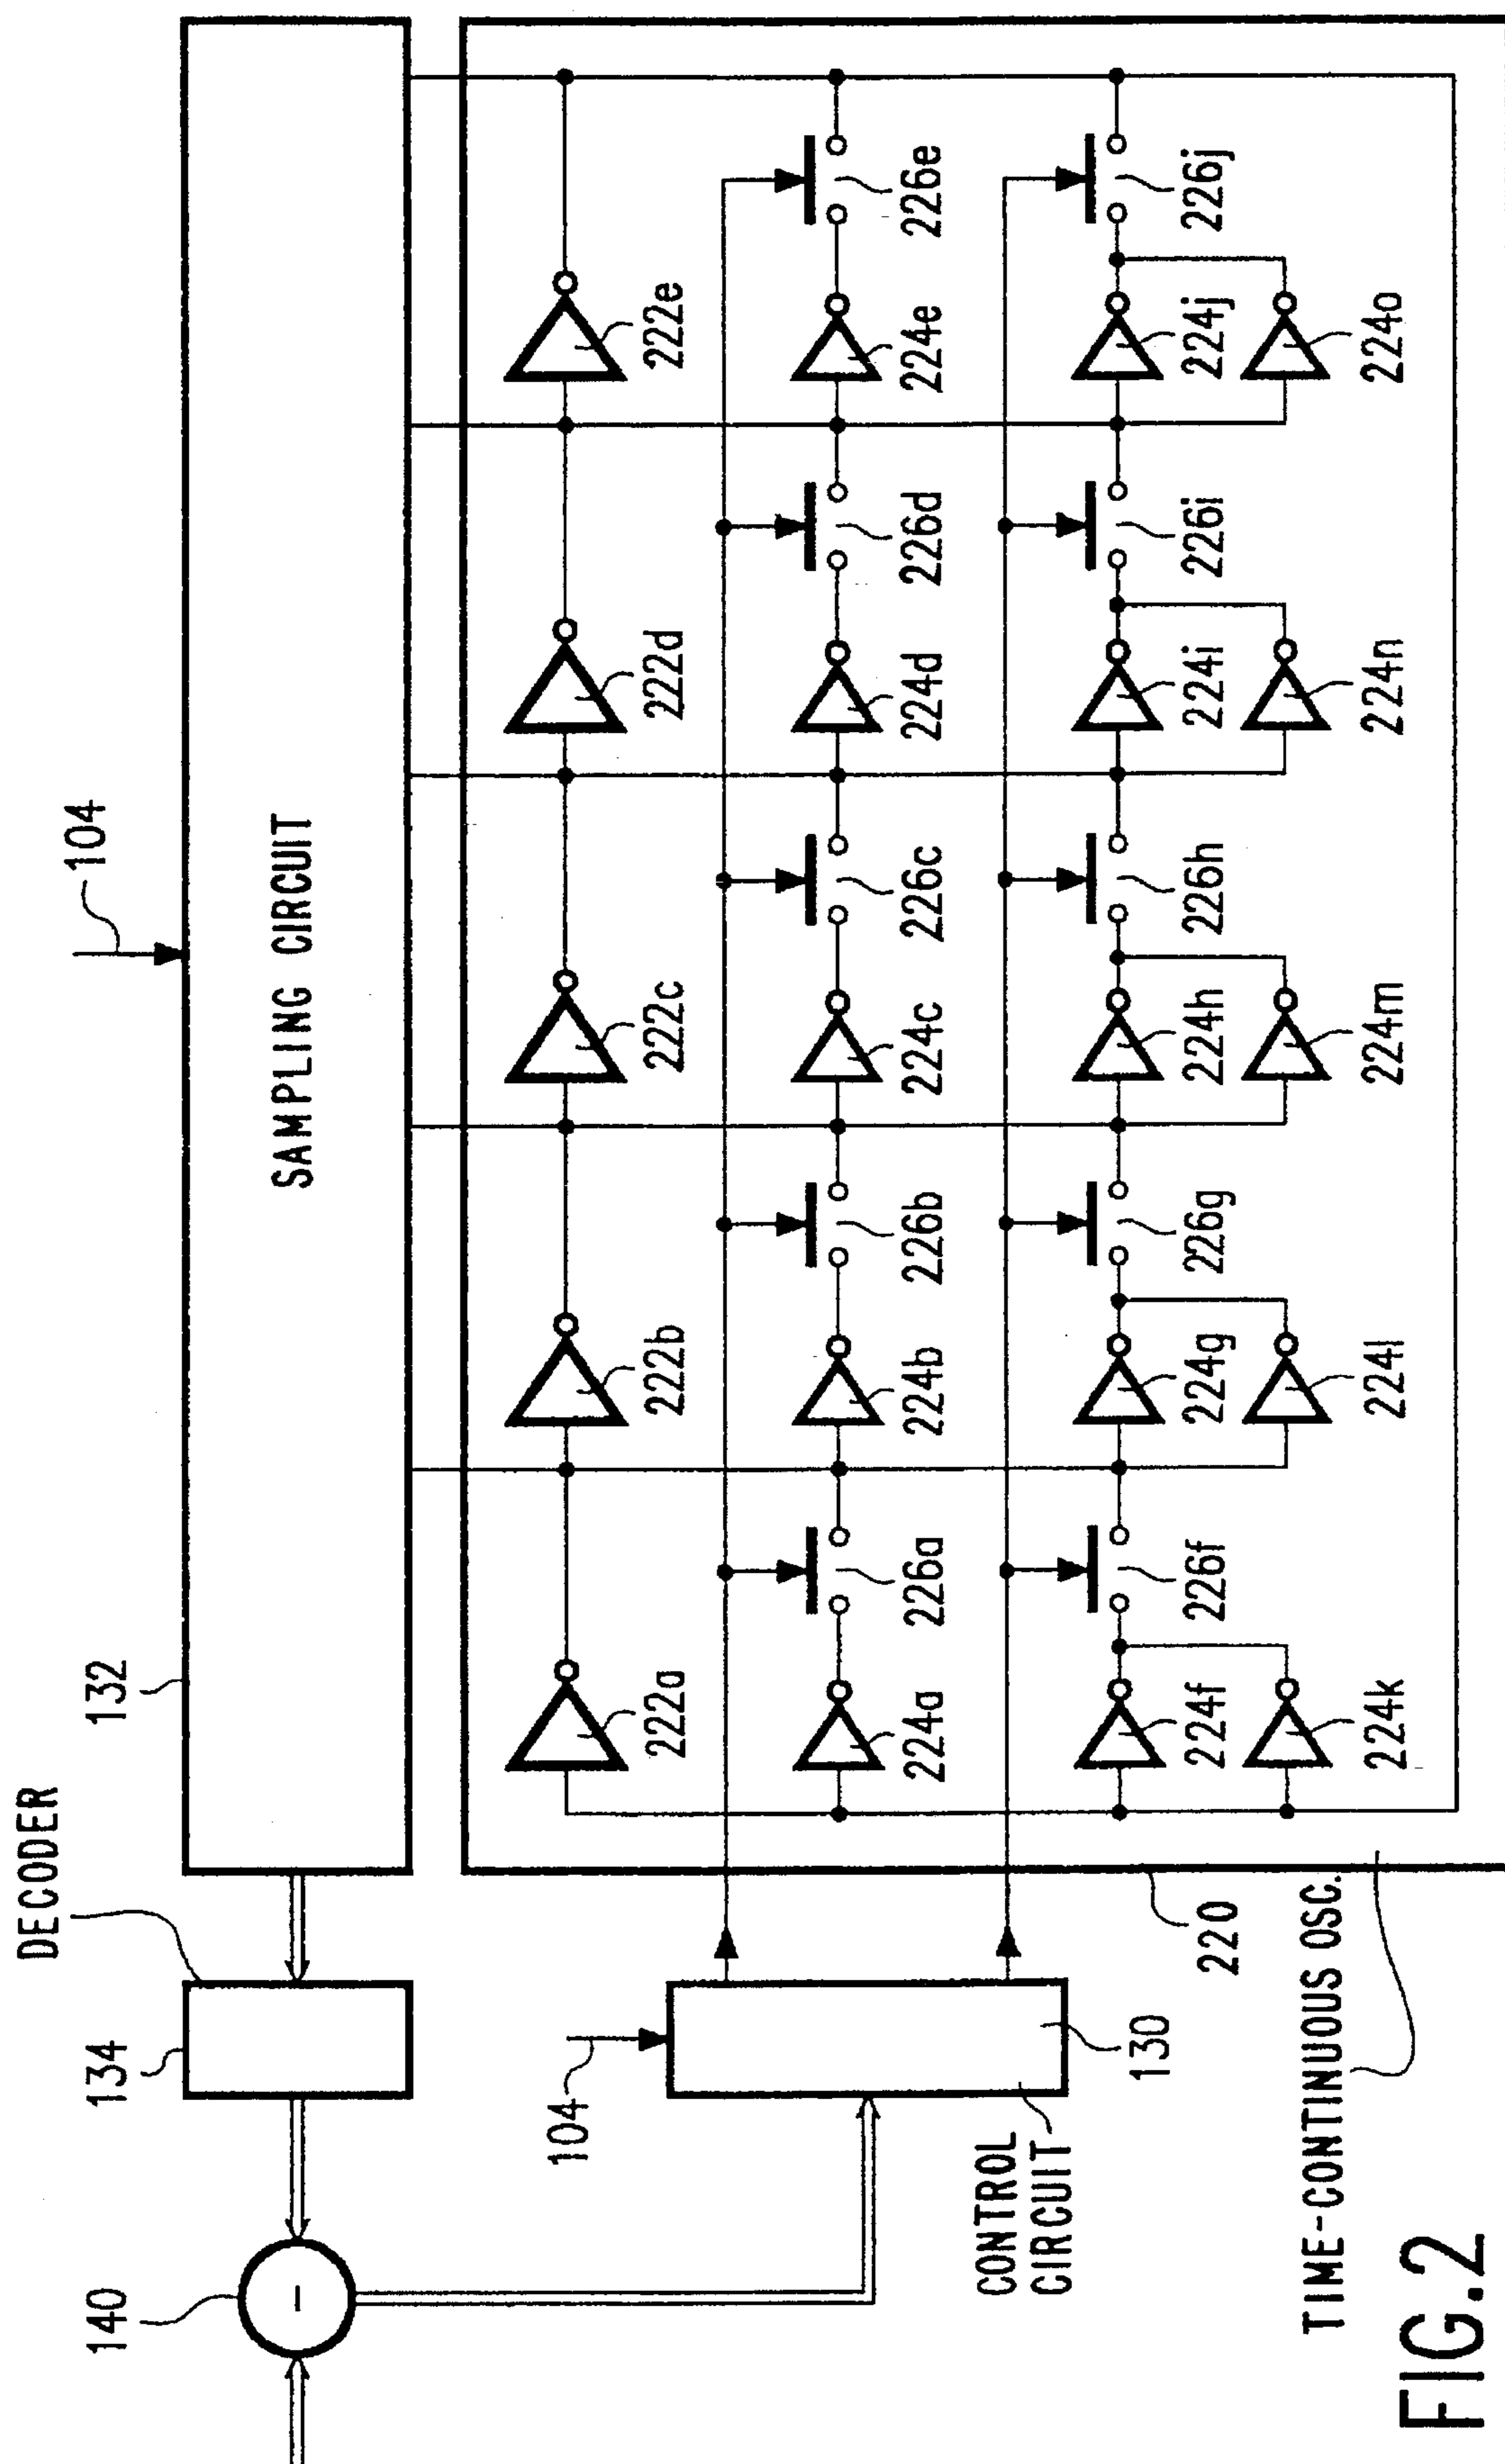 104
132
SAMPLING CIRCUIT
DECODER
134
140
222a
222b
222c
222d
222e
224a
226a
224b
226b
224c
226c
224d
226d
224e
226e
224f
226f
224g
226g
224h
226h
224i
226i
224j
226j
224k
224l
224m
224n
224o
104
130
CONTROL
CIRCUIT
220
TIME-CONTINUOUS OSC.
FIG.2